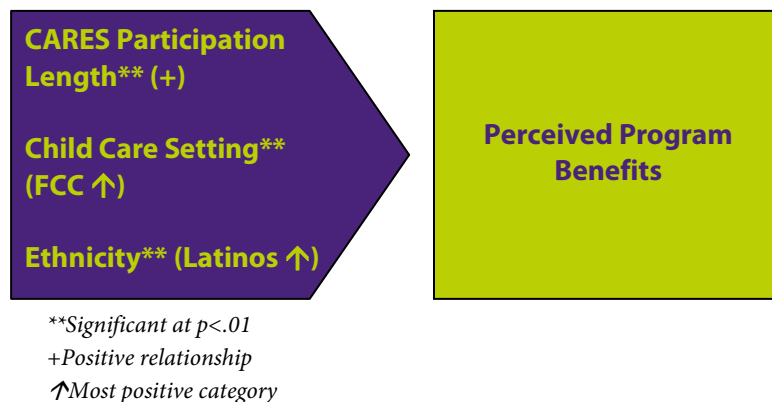 CARES Participation
Length** (+)
Child Care Setting**
(FCC ↑)
Ethnicity** (Latinos ↑)
Perceived Program
Benefits
**Significant at p<.01
+Positive relationship
↑Most positive category